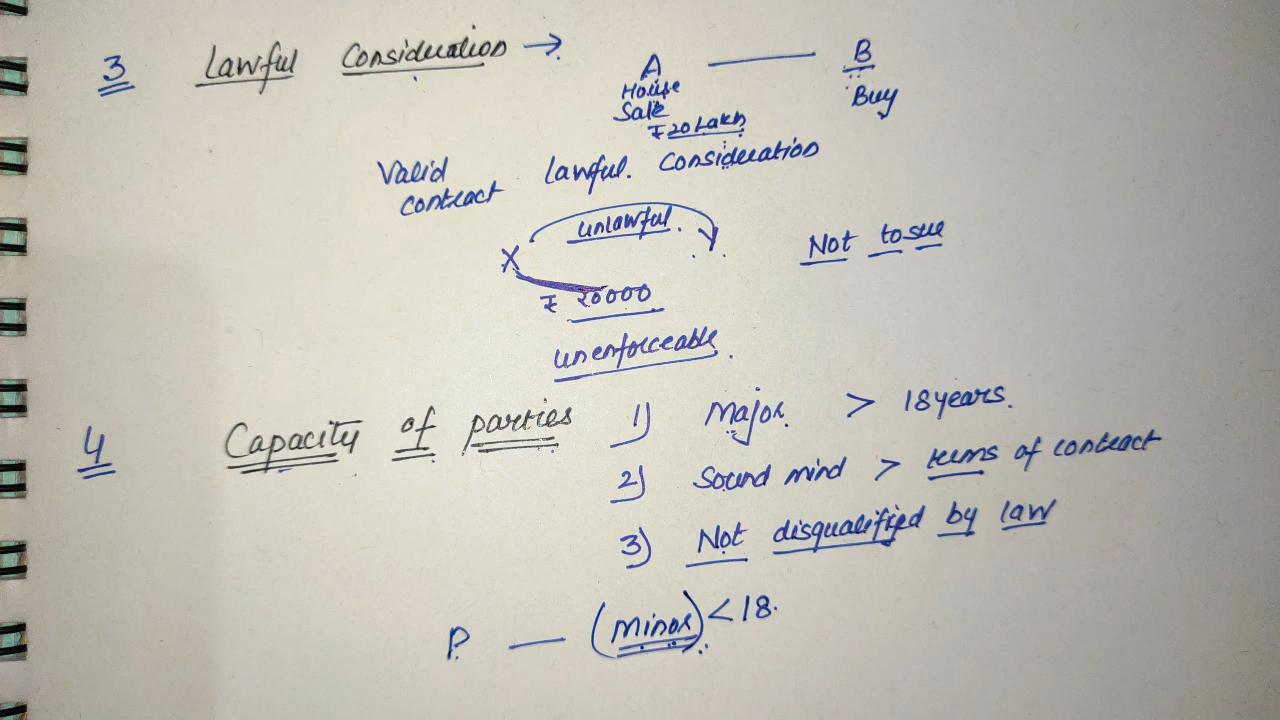 3 Lawful Consideration → A —— B
House Buy
Sale
₹20 Lakh
Valid Lawful. Consideration
contract
unlawful. Not to sue
X Y
₹ 20000
unenforceable.
4 Capacity of parties 1) Major. > 18 years.
2) Sound mind > terms of contract
3) Not disqualified by law
P — (Minor) < 18.